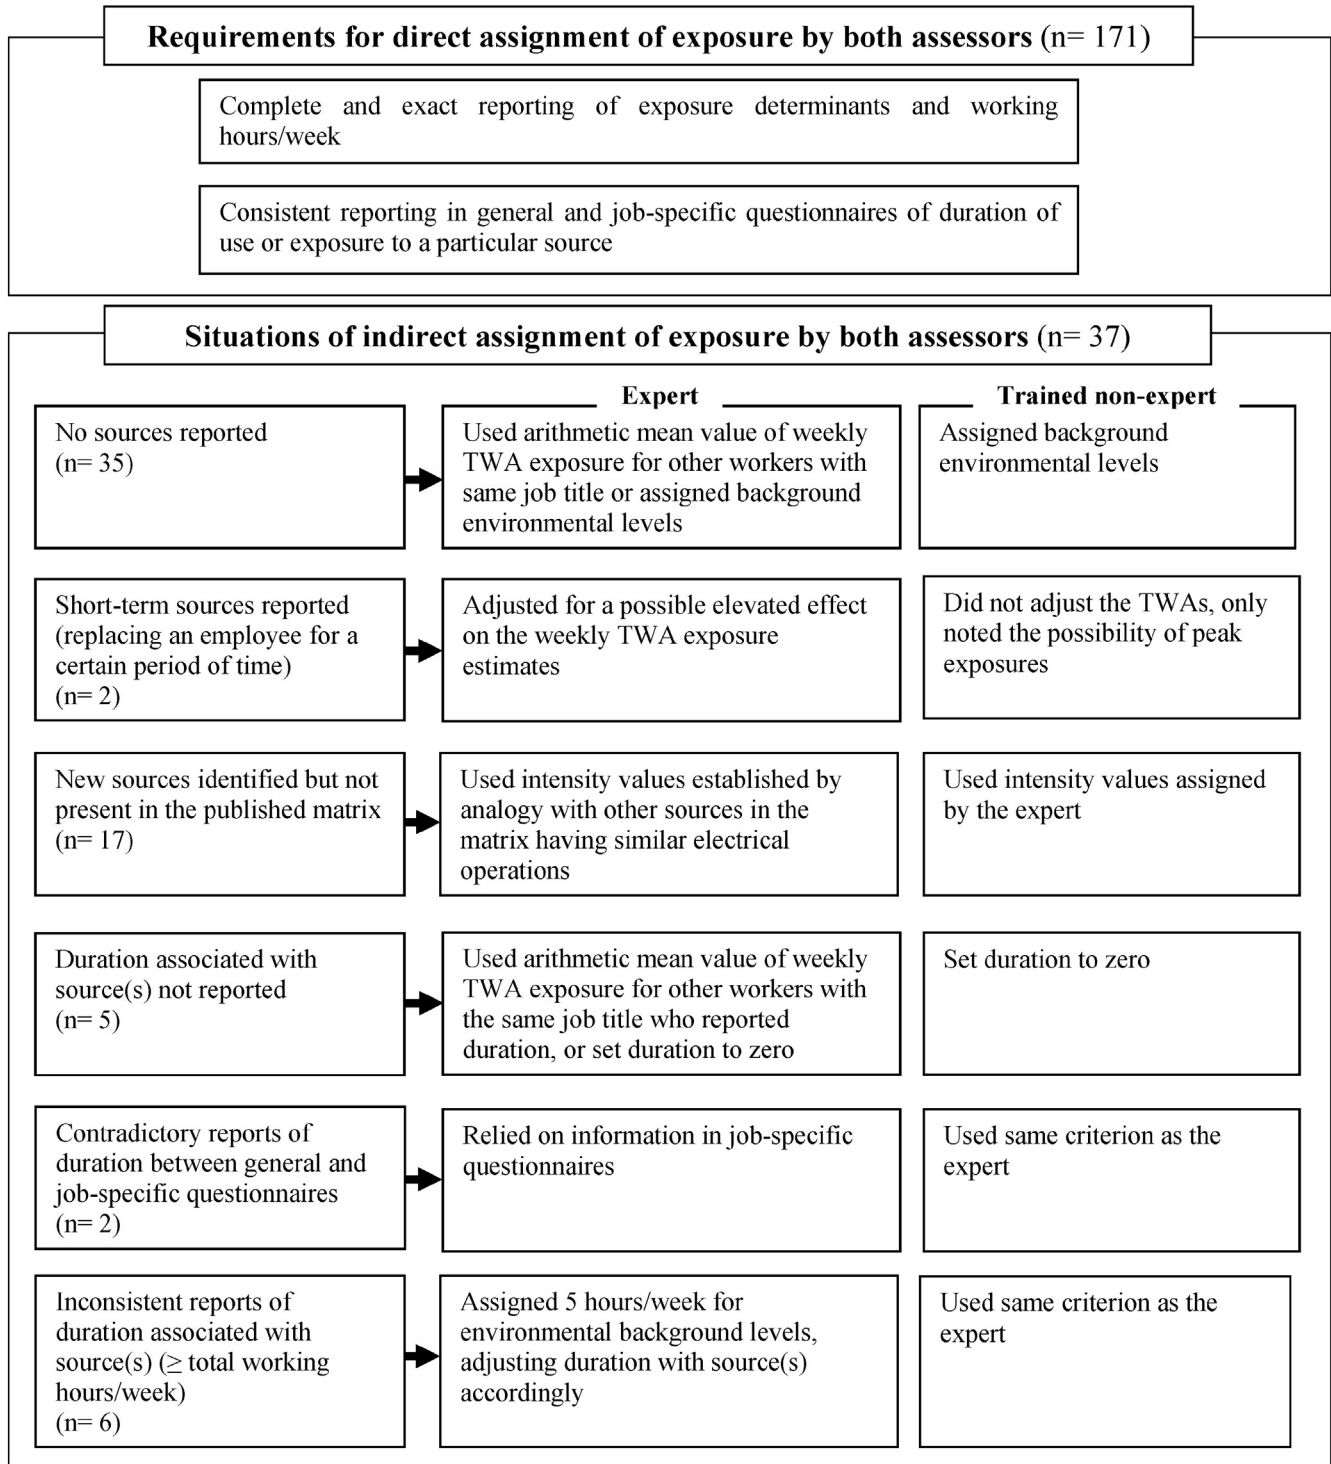 Requirements for direct assignment of exposure by both assessors (n= 171)
Complete and exact reporting of exposure determinants and working
hours/week
Consistent reporting in general and job-specific questionnaires of duration of
use or exposure to a particular source
Situations of indirect assignment of exposure by both assessors (n= 37)
Expert
Trained non-expert
No sources reported
(n= 35)
Used arithmetic mean value of weekly
TWA exposure for other workers with
same job title or assigned background
environmental levels
Assigned background
environmental levels
Short-term sources reported
(replacing an employee for a
certain period of time)
(n= 2)
Adjusted for a possible elevated effect
on the weekly TWA exposure
estimates
Did not adjust the TWAs, only
noted the possibility of peak
exposures
New sources identified but not
present in the published matrix
(n= 17)
Used intensity values established by
analogy with other sources in the
matrix having similar electrical
operations
Used intensity values assigned
by the expert
Duration associated with
source(s) not reported
(n= 5)
Used arithmetic mean value of weekly
TWA exposure for other workers with
the same job title who reported
duration, or set duration to zero
Set duration to zero
Contradictory reports of
duration between general and
job-specific questionnaires
(n= 2)
Relied on information in job-specific
questionnaires
Used same criterion as the
expert
Inconsistent reports of
duration associated with
source(s) (≥ total working
hours/week)
(n= 6)
Assigned 5 hours/week for
environmental background levels,
adjusting duration with source(s)
accordingly
Used same criterion as the
expert